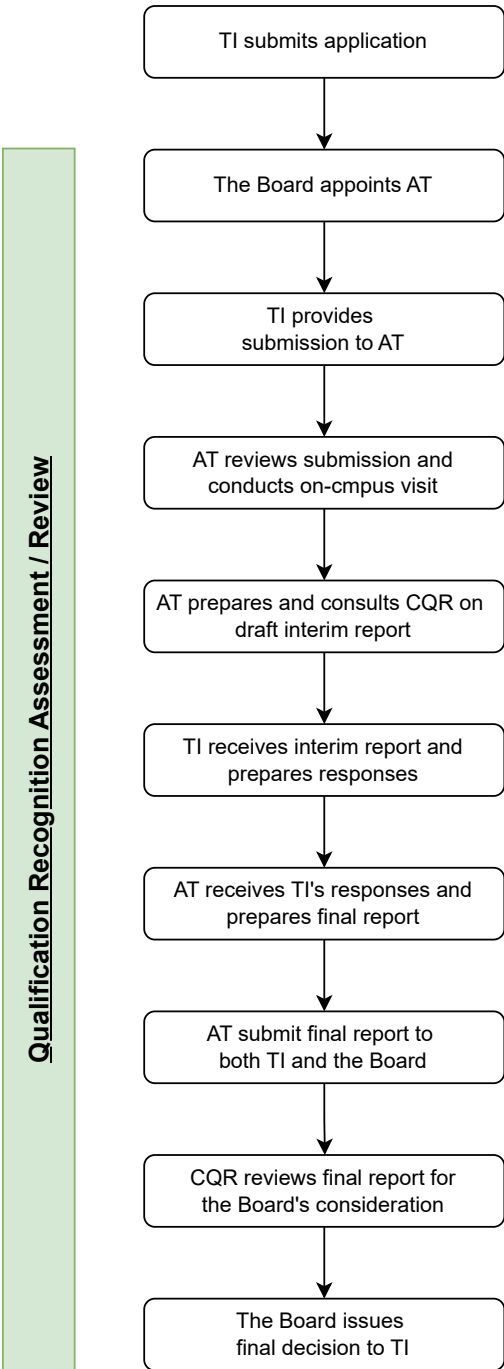 TI submits application
The Board appoints AT
TI provides
submission to AT
AT reviews submission and
conducts on-cmpus visit
AT prepares and consults CQR on
draft interim report
TI receives interim report and
prepares responses
AT receives TI's responses and
prepares final report
AT submit final report to
both TI and the Board
CQR reviews final report for
the Board's consideration
The Board issues
final decision to TI
Qualification Recognition Assessment / Review